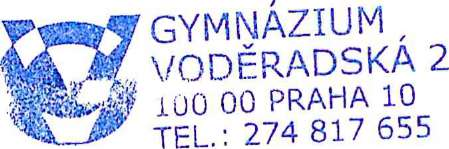 GYMNÁZIUM
VODĚRADSKÁ 2
100 00 PRAHA 10
TEL.: 274 817 655